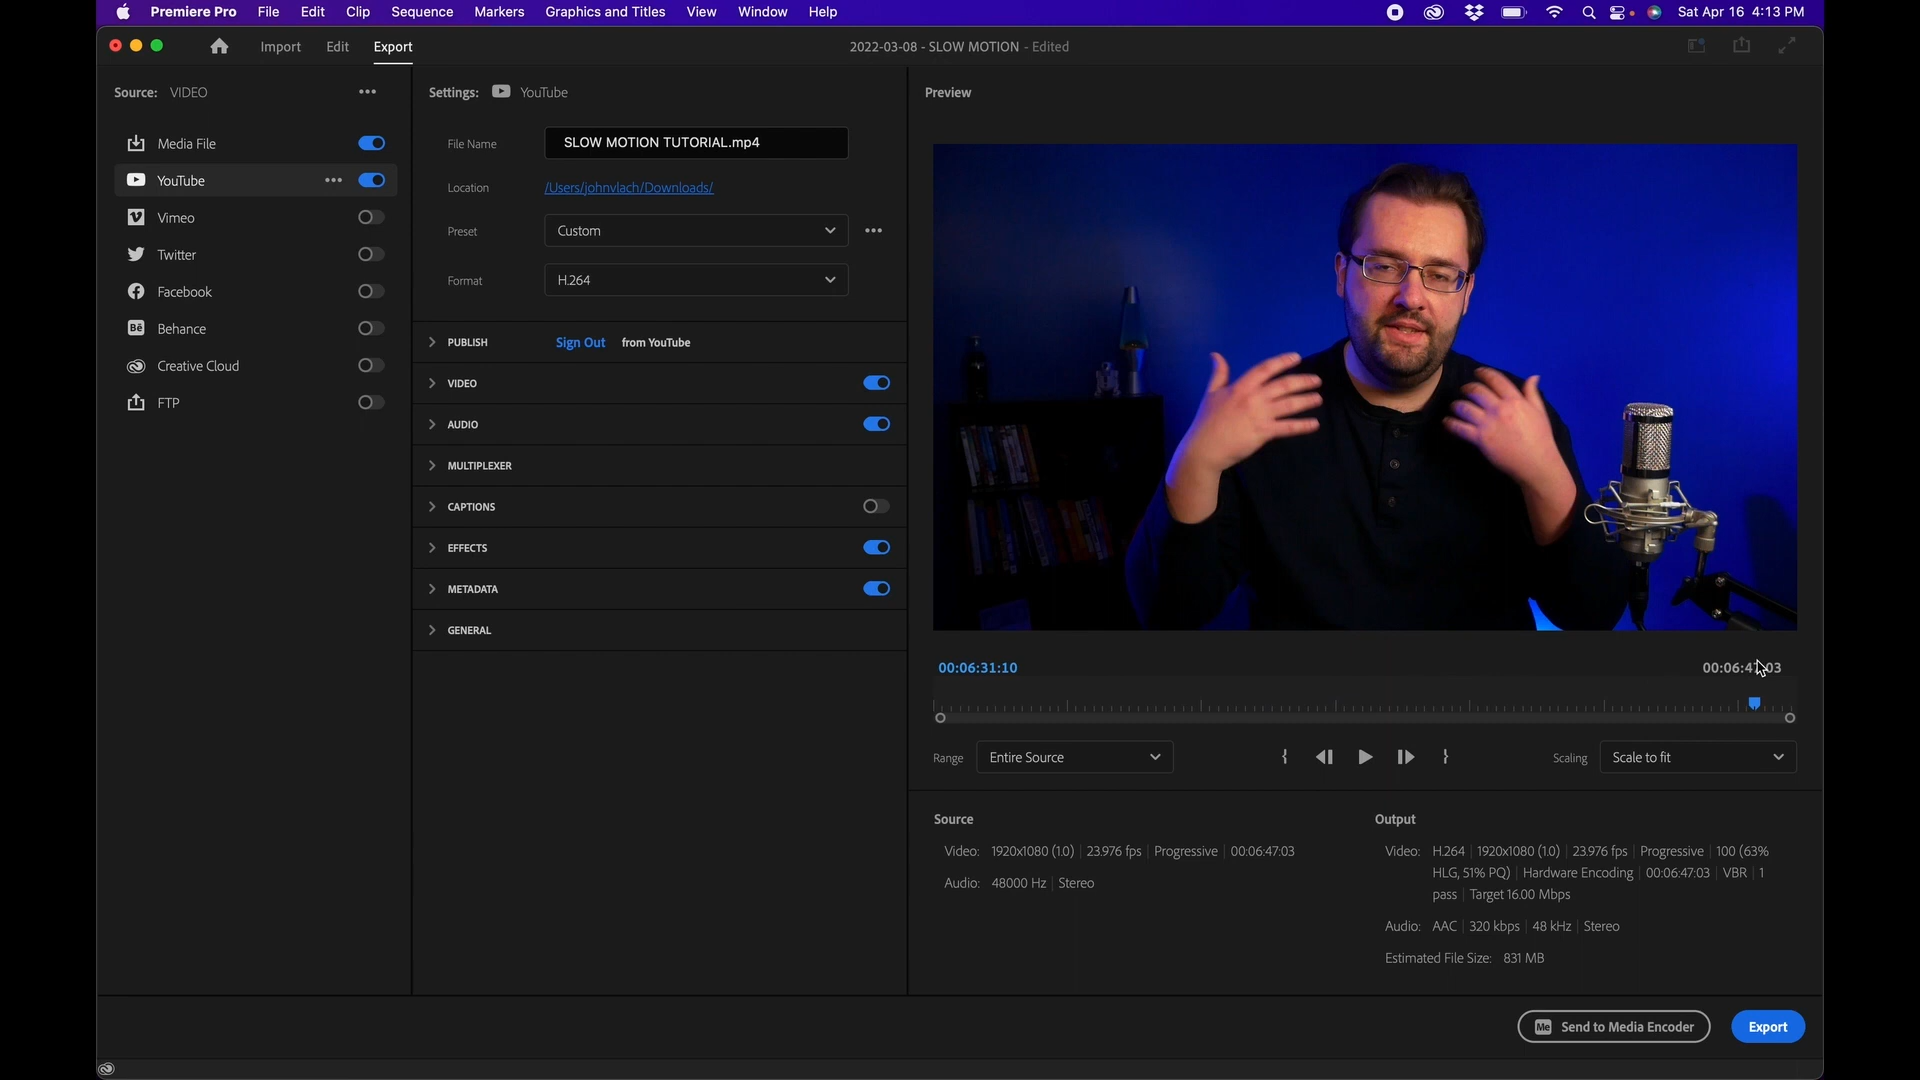 Premiere Pro File Edit Clip Sequence Markers Graphics and Titles View Window Help Sat Apr 16 4:13 PM
Import Edit Export 2022-03-08 - SLOW MOTION - Edited
Source: VIDEO •••
Media File
YouTube •••
Vimeo
Twitter
Facebook
Bē Behance
Creative Cloud
FTP
Settings: YouTube
File Name SLOW MOTION TUTORIAL.mp4
Location /Users/johnvlach/Downloads/
Preset Custom •••
Format H.264
PUBLISH Sign Out from YouTube
VIDEO
AUDIO
MULTIPLEXER
CAPTIONS
EFFECTS
METADATA
GENERAL
Preview
00:06:31:10 00:06:47:03
Range Entire Source Scaling Scale to fit
Source
Video: 1920x1080 (1.0) | 23.976 fps | Progressive | 00:06:47:03
Audio: 48000 Hz | Stereo
Output
Video: H.264 | 1920x1080 (1.0) | 23.976 fps | Progressive | 100 (63%
HLG, 51% PQ) | Hardware Encoding | 00:06:47:03 | VBR | 1
pass | Target 16.00 Mbps
Audio: AAC | 320 kbps | 48 kHz | Stereo
Estimated File Size: 831 MB
Me Send to Media Encoder Export